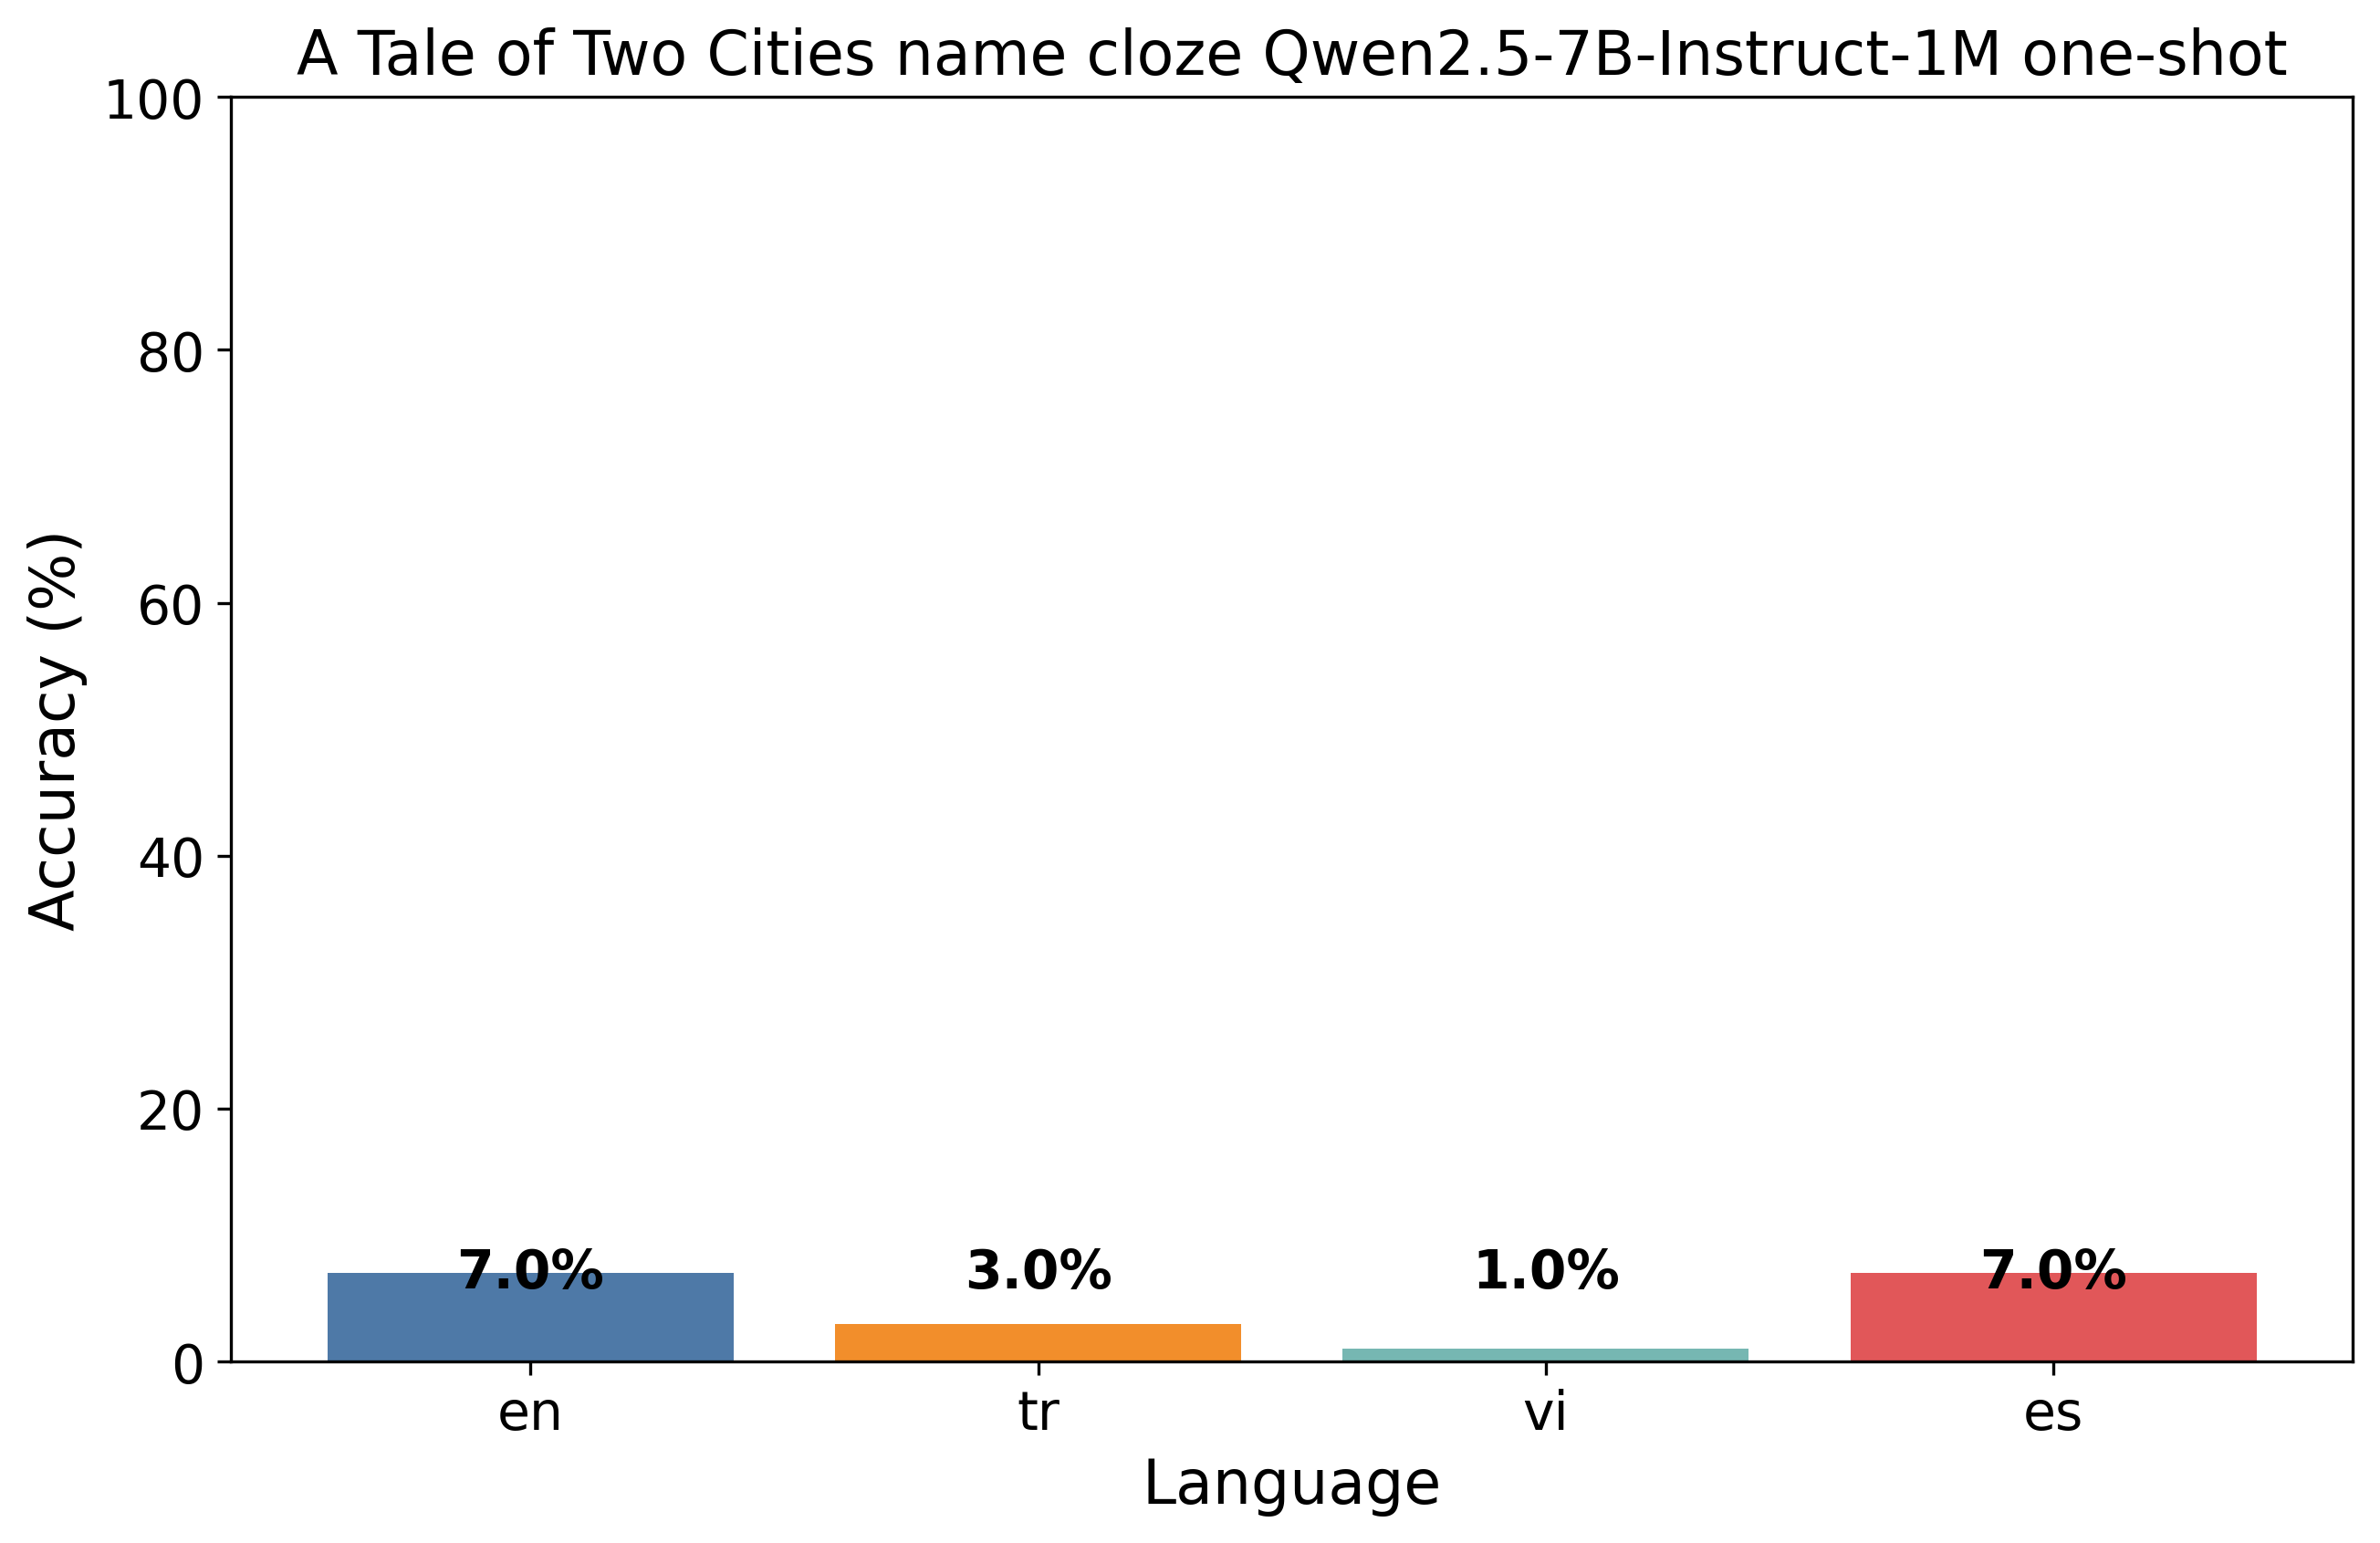 A Tale of Two Cities name cloze Qwen2.5-7B-Instruct-1M one-shot
Accuracy (%)
100
80
60
40
20
0
7.0%
3.0%
1.0%
7.0%
en
tr
vi
es
Language